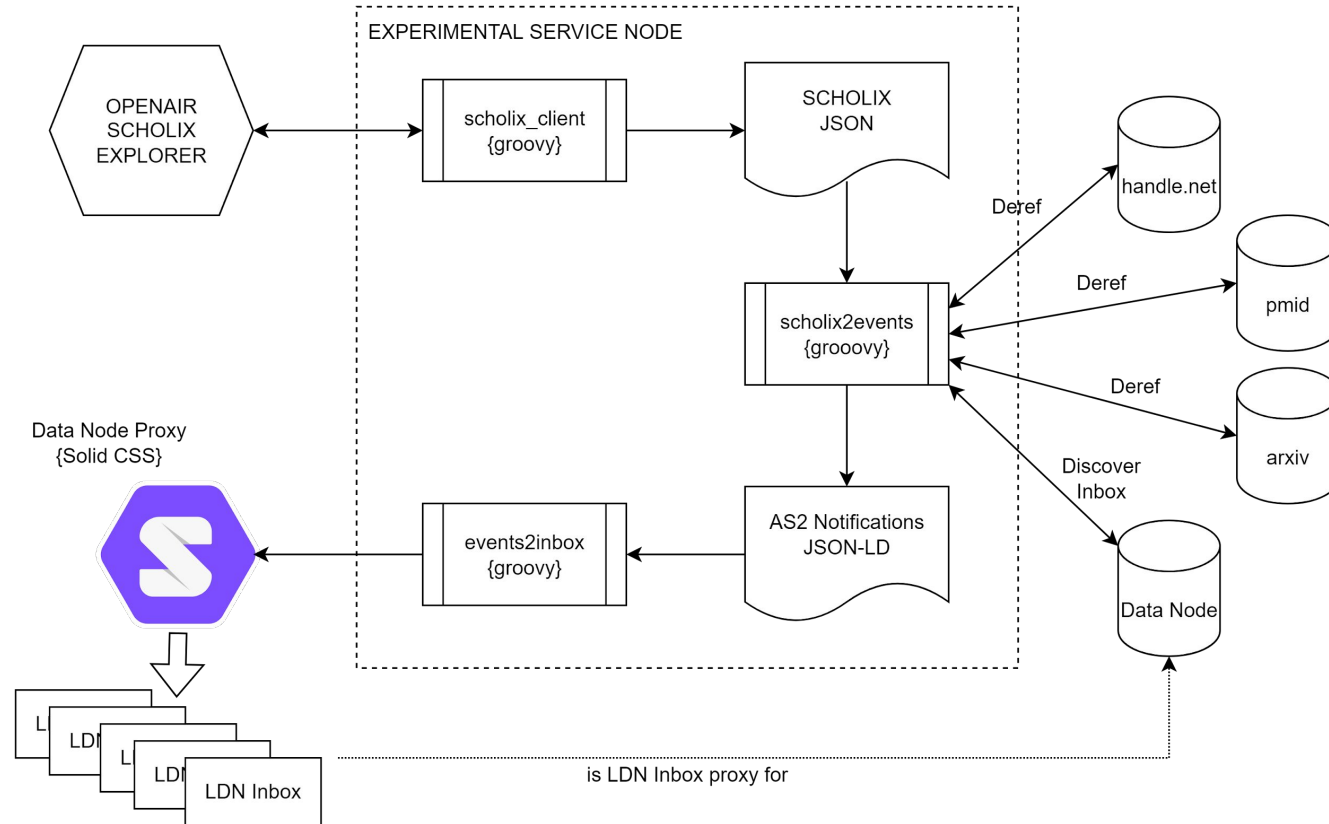 EXPERIMENTAL SERVICE NODE
OPENAIR
SCHOLIX
EXPLORER
scholix_client
{groovy}
SCHOLIX
JSON
handle.net
Deref
Deref
pmid
scholix2events
{grooovy}
Deref
arxiv
Data Node Proxy
{Solid CSS}
Discover
Inbox
events2inbox
{groovy}
AS2 Notifications
JSON-LD
Data Node
LDN
LDN
LDN Inbox
is LDN Inbox proxy for